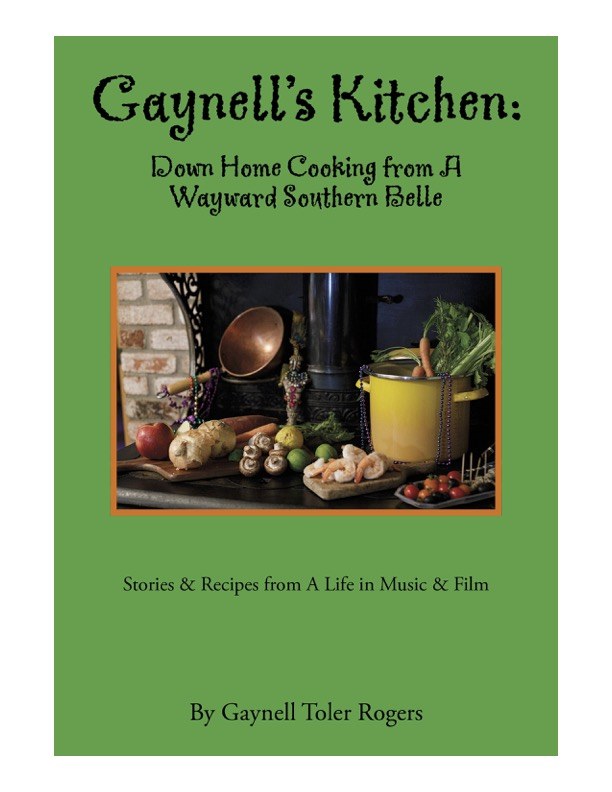 Gaynell's Kitchen:
Down Home Cooking from A
Wayward Southern Belle
Stories & Recipes from A Life in Music & Film
By Gaynell Toler Rogers